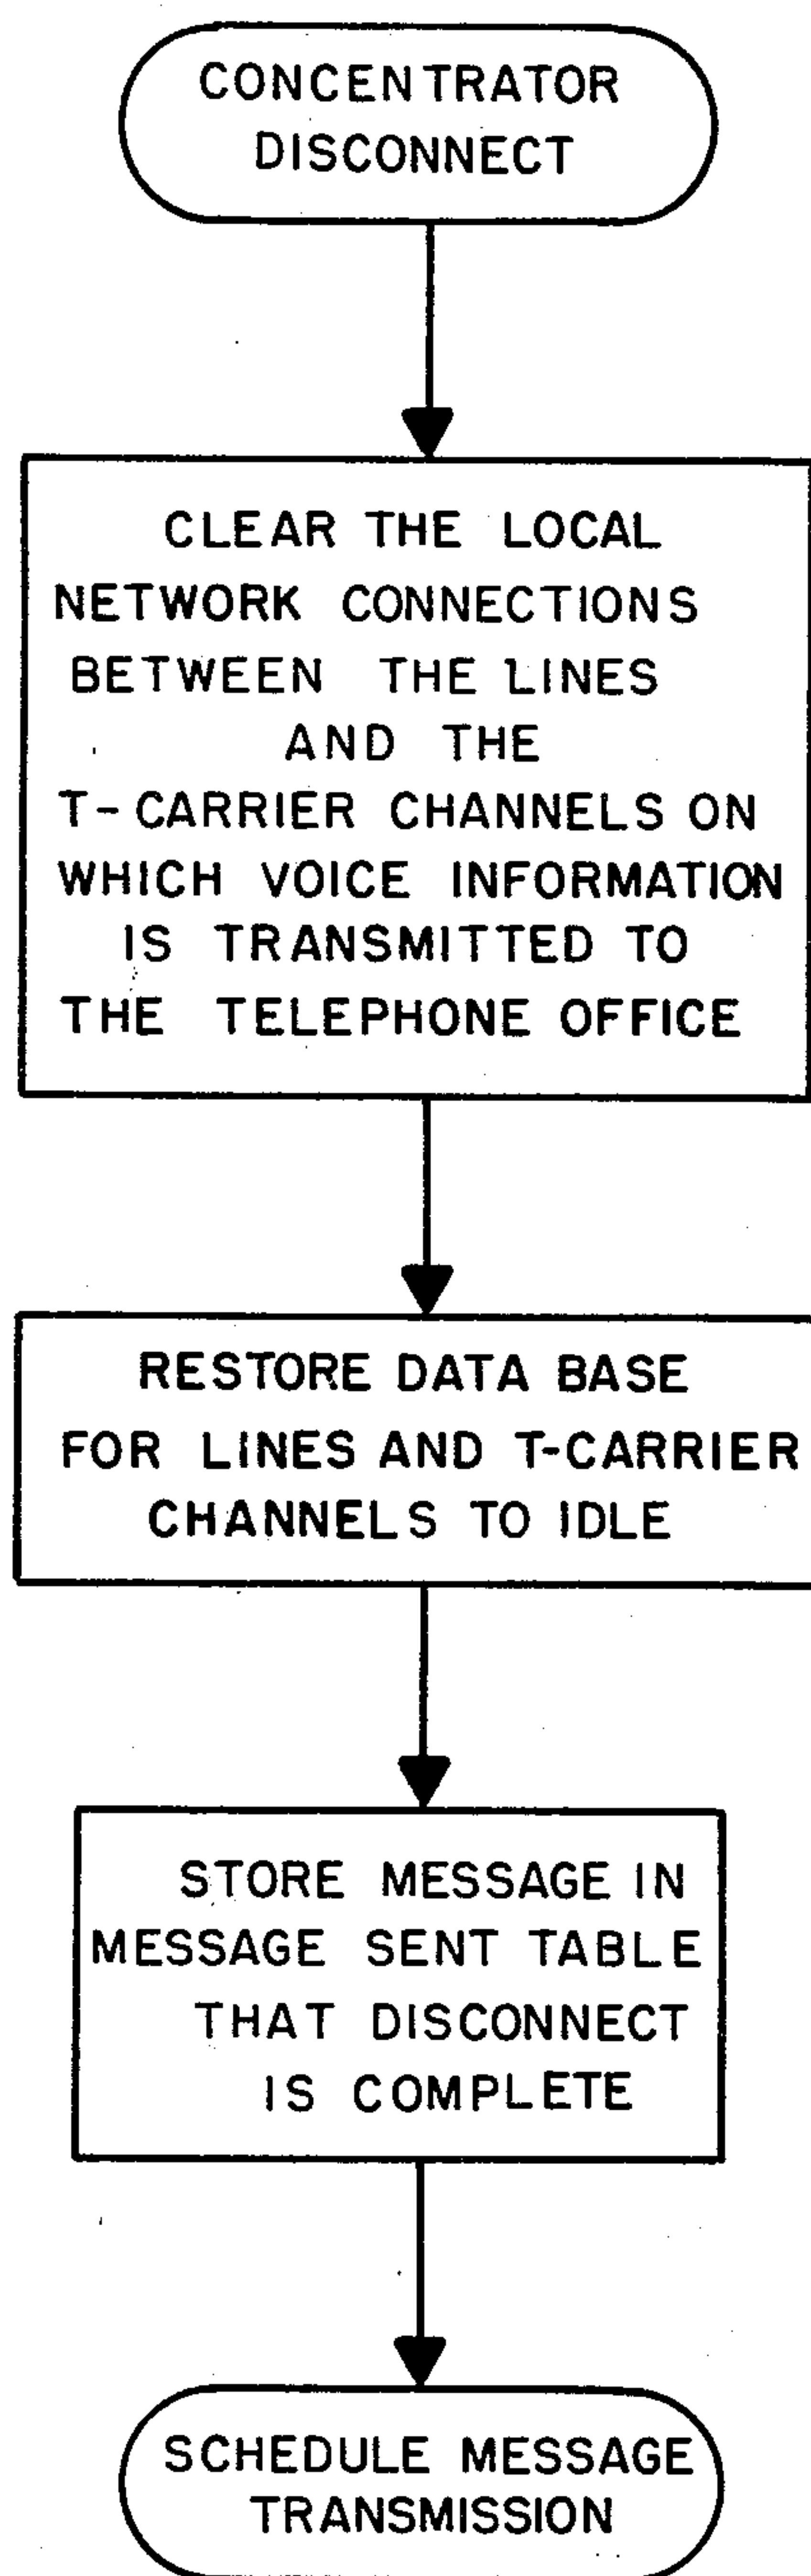 CONCENTRATOR
DISCONNECT
CLEAR THE LOCAL
NETWORK CONNECTIONS
BETWEEN THE LINES
AND THE
T-CARRIER CHANNELS ON
WHICH VOICE INFORMATION
IS TRANSMITTED TO
THE TELEPHONE OFFICE
RESTORE DATA BASE
FOR LINES AND T-CARRIER
CHANNELS TO IDLE
STORE MESSAGE IN
MESSAGE SENT TABLE
THAT DISCONNECT
IS COMPLETE
SCHEDULE MESSAGE
TRANSMISSION